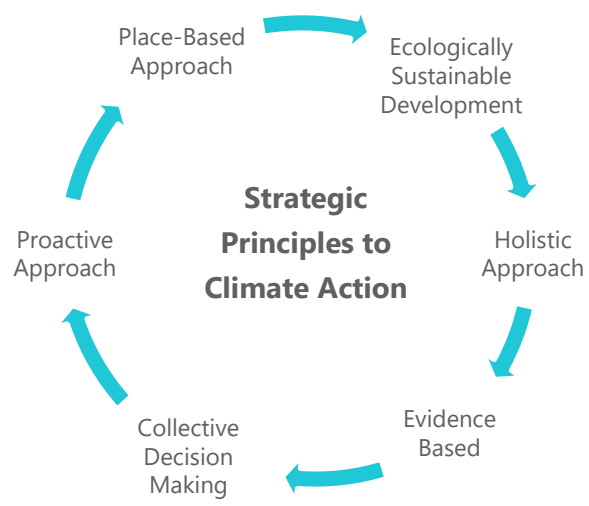 Place-Based
Approach
Ecologically
Sustainable
Development
Strategic
Principles to
Climate Action
Holistic
Approach
Evidence
Based
Collective
Decision
Making
Proactive
Approach